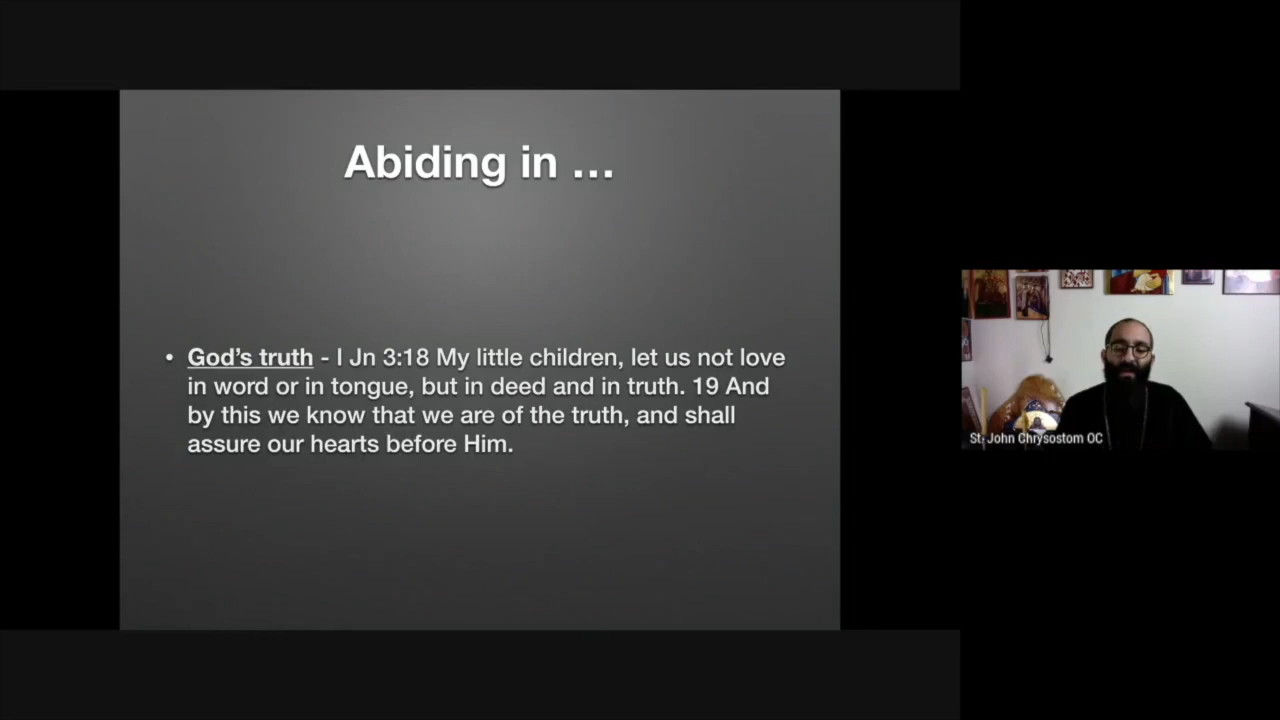 Abiding in …
• God's truth - I Jn 3:18 My little children, let us not love
in word or in tongue, but in deed and in truth. 19 And
by this we know that we are of the truth, and shall
assure our hearts before Him.
St. John Chrysostom OC